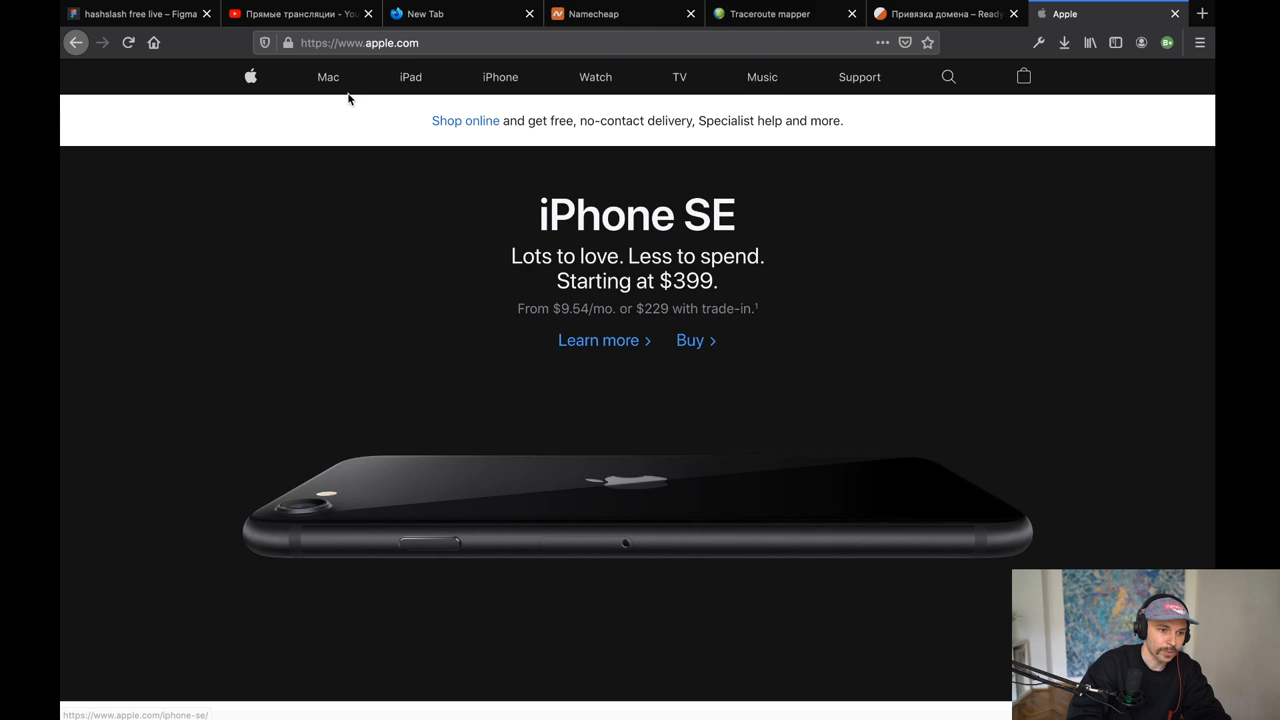 hashslash free live – Figma
Прямые трансляции - You
New Tab
Namecheap
Traceroute mapper
Привязка домена – Ready
Apple
https://www.apple.com
Mac
iPad
iPhone
Watch
TV
Music
Support
Shop online and get free, no-contact delivery, Specialist help and more.
iPhone SE
Lots to love. Less to spend.
Starting at $399.
From $9.54/mo. or $229 with trade-in.¹
Learn more >
Buy >
https://www.apple.com/iphone-se/